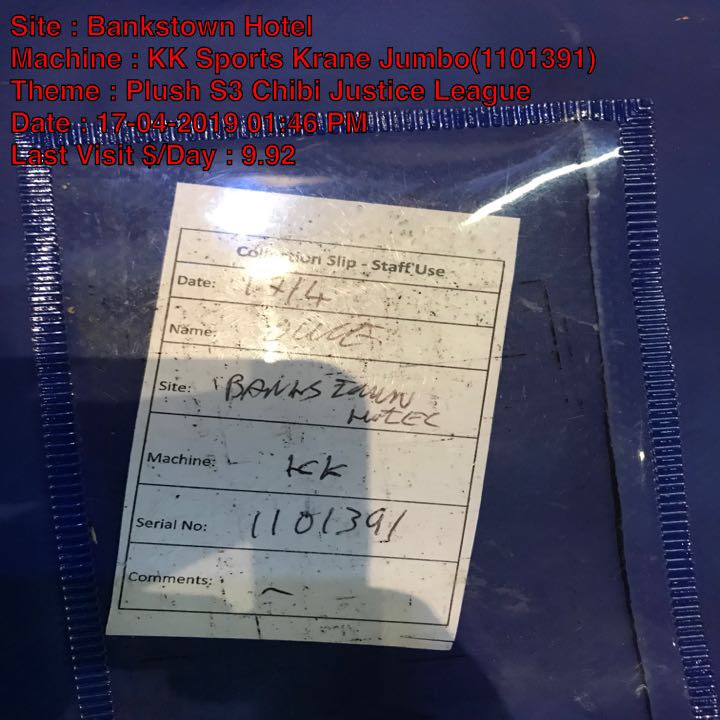 Site : Bankstown Hotel
Machine : KK Sports Krane Jumbo(1101391)
Theme : Plush S3 Chibi Justice League
Date : 17-04-2019 01:46 PM
Last Visit $/Day : 9.92
Collection Slip - Staff Use
Date: 17/4
Name:
Site: BANKSTOWN
HOTEL
Machine: KK
Serial No: 1101391
Comments: ~